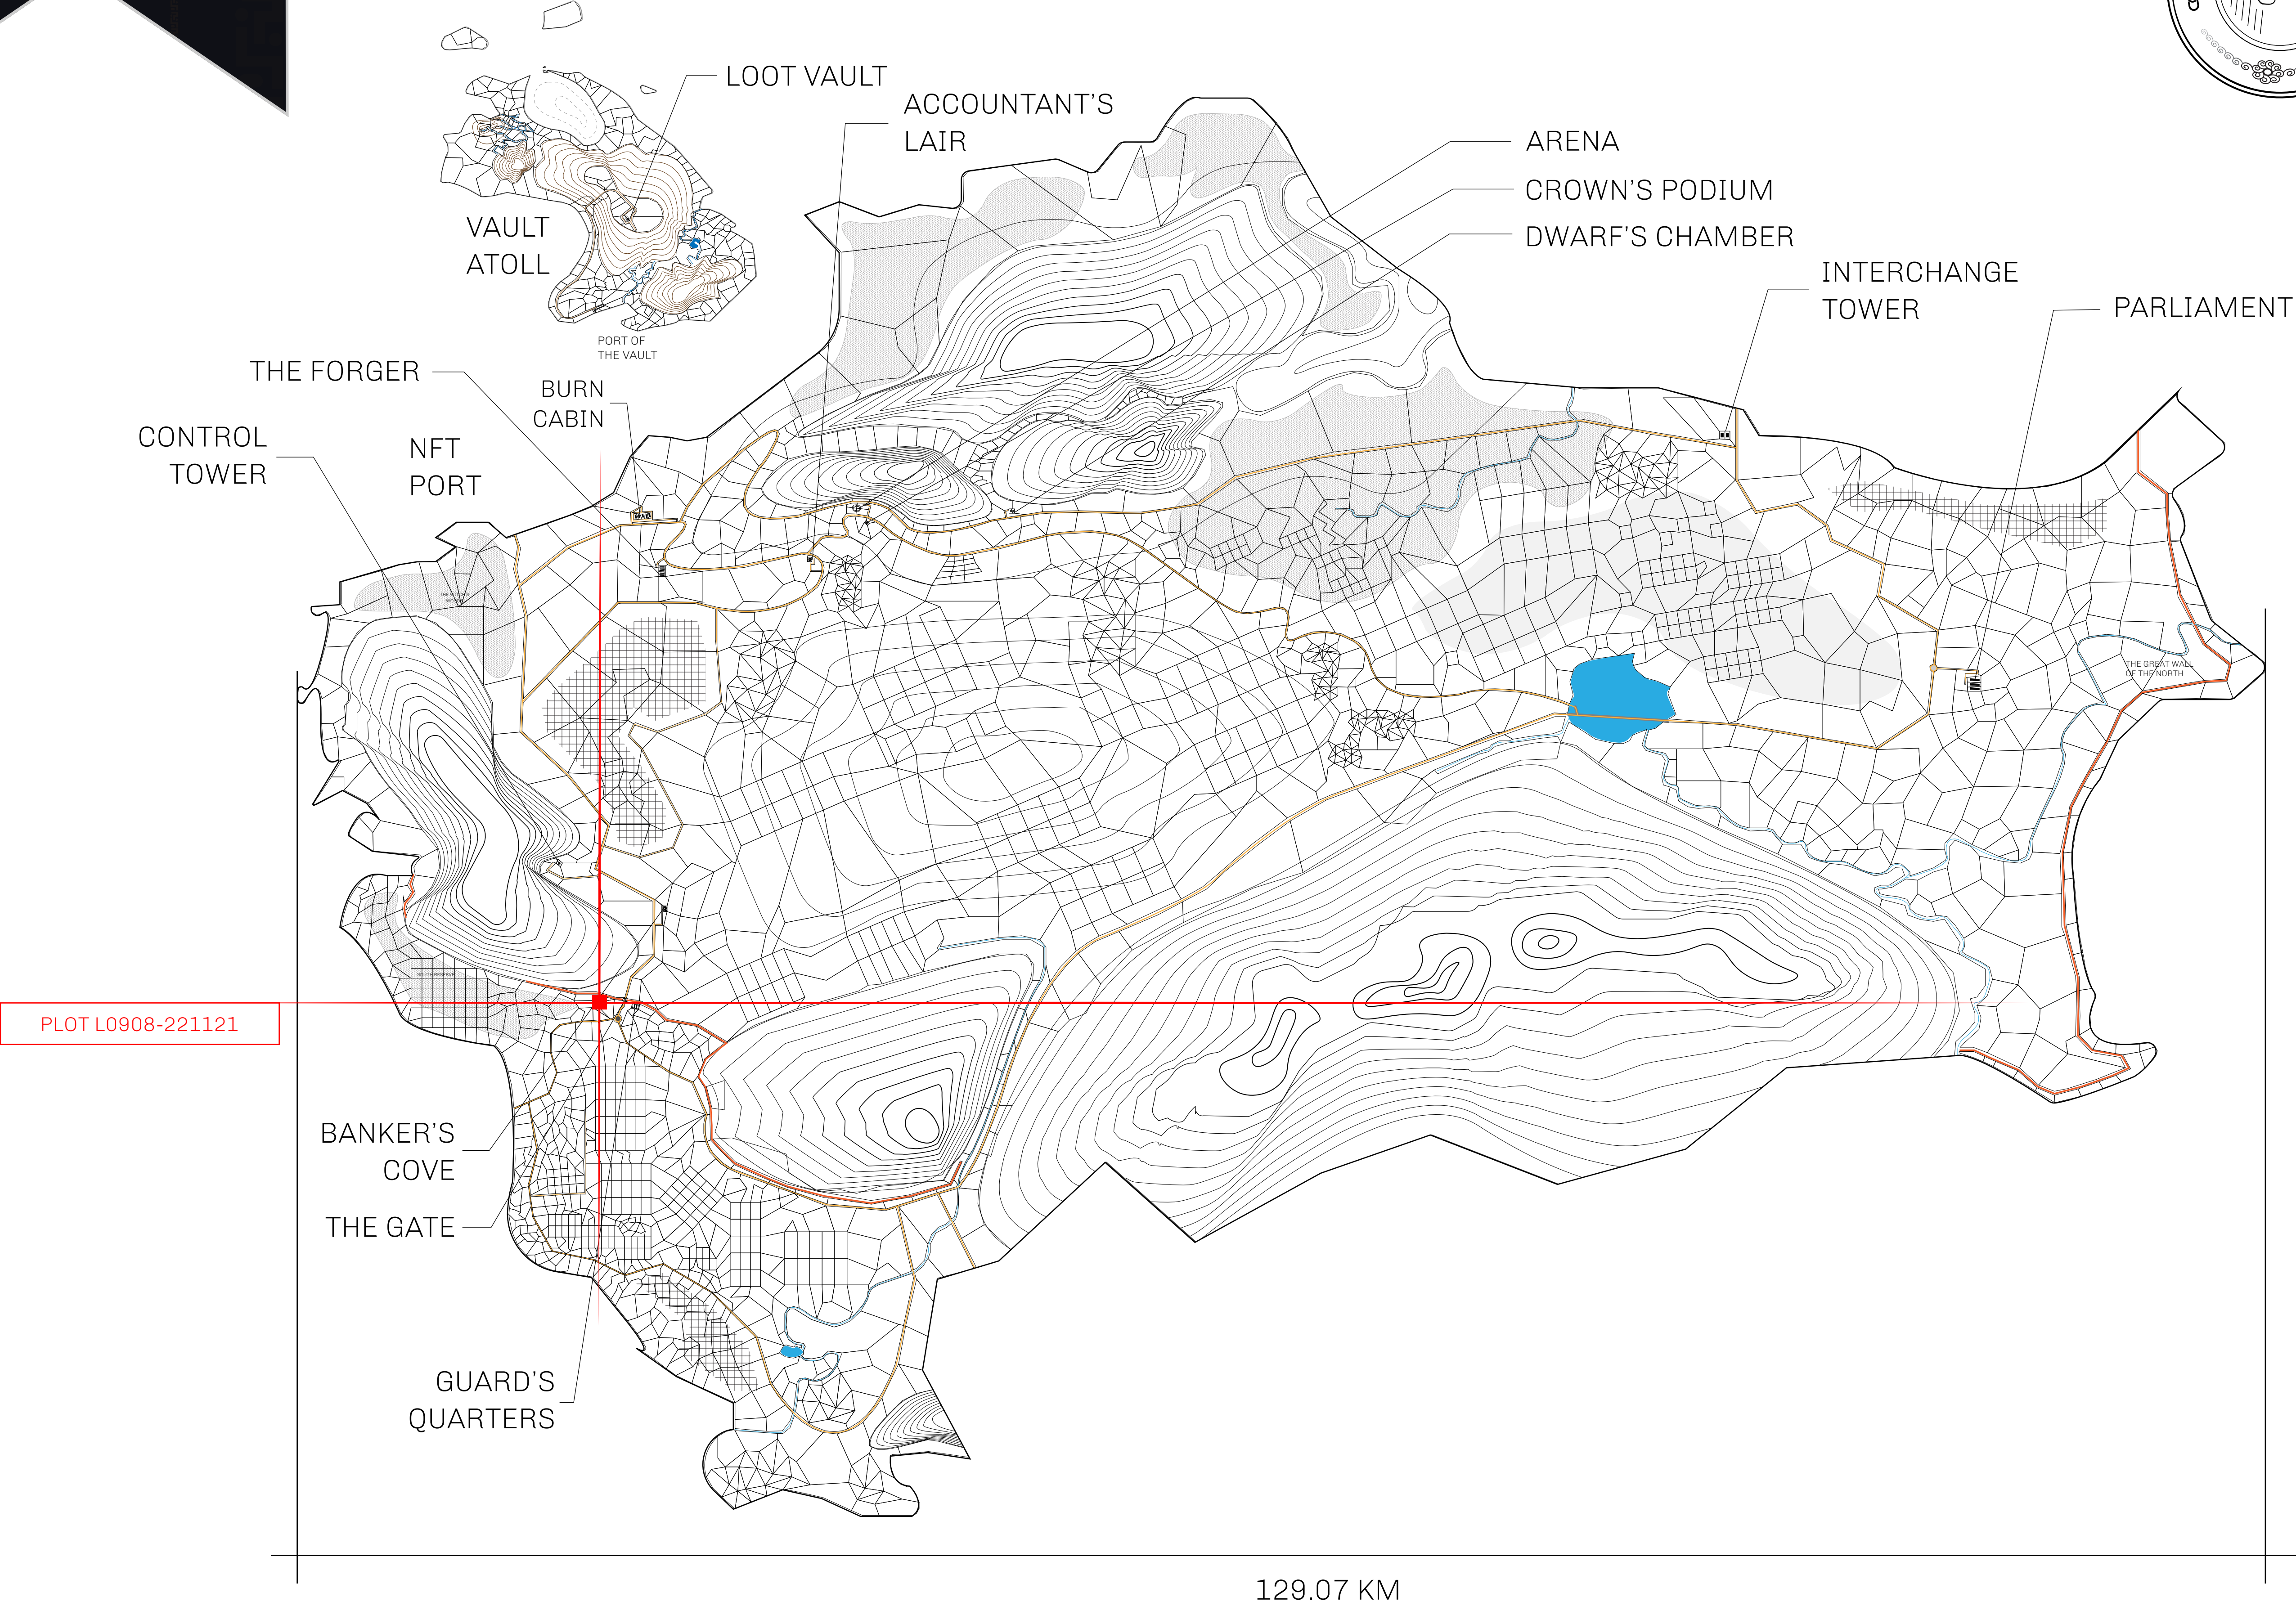 LOOT VAULT
ACCOUNTANT'S
LAIR
ARENA
CROWN'S PODIUM
DWARF'S CHAMBER
INTERCHANGE
TOWER
PARLIAMENT
VAULT
ATOLL
PORT OF
THE VAULT
THE FORGER
BURN
CABIN
CONTROL
TOWER
NFT
PORT
THE GREAT WALL
OF THE NORTH
SOUTH RESERVE
PLOT L0908-221121
BANKER'S
COVE
THE GATE
GUARD'S
QUARTERS
129.07 KM